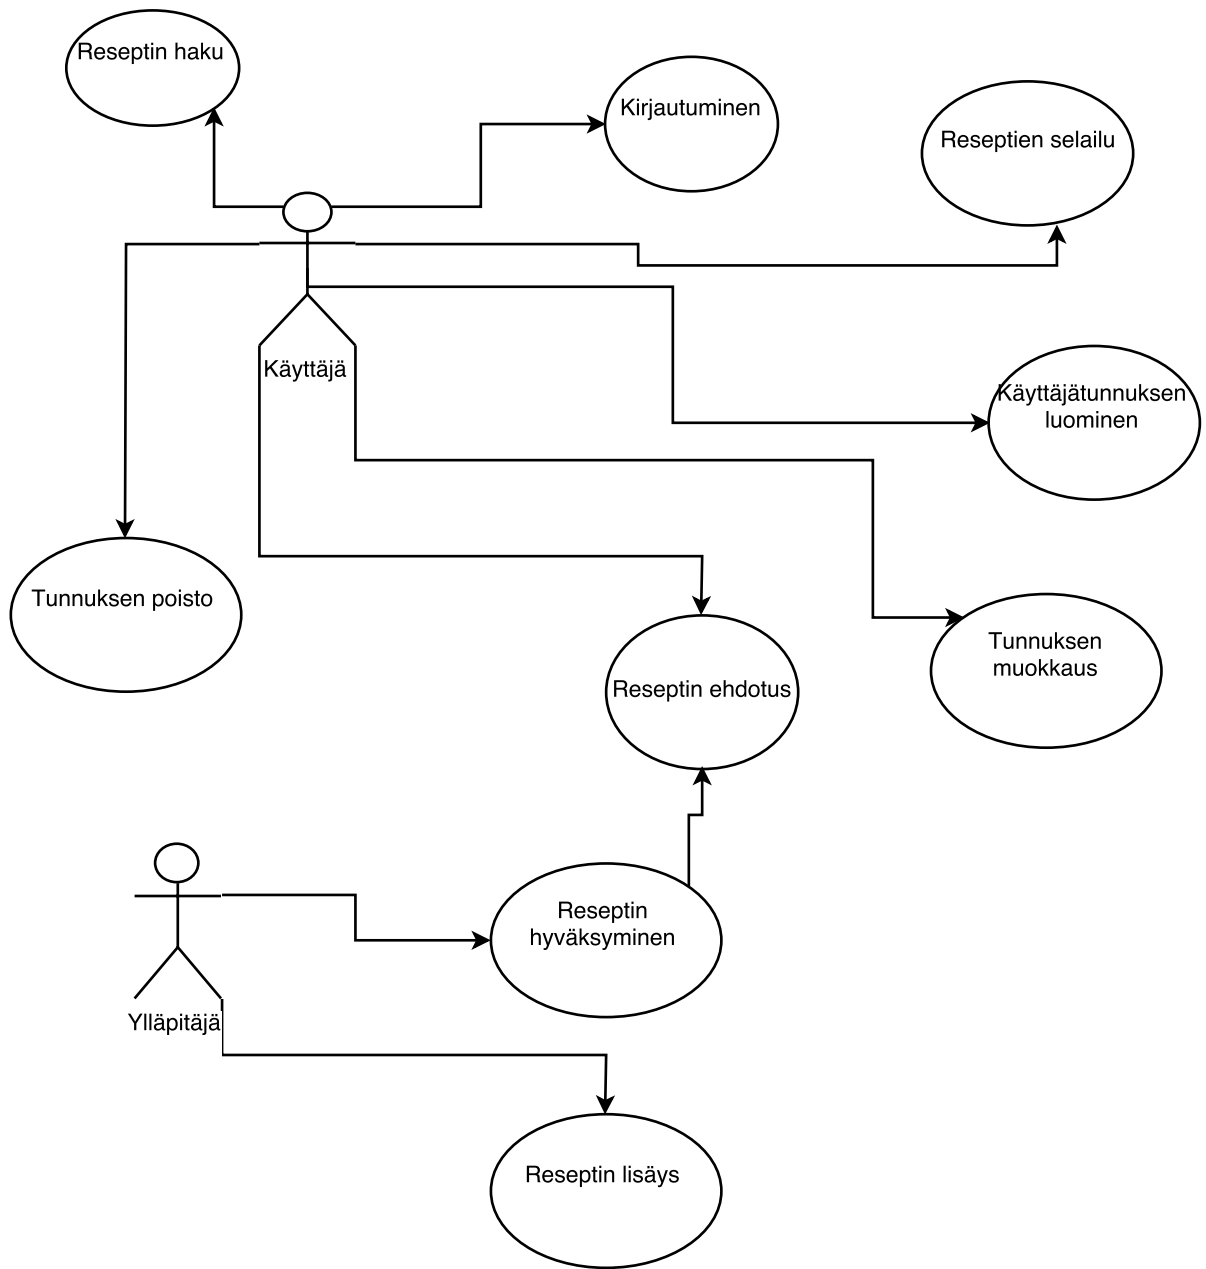 Reseptin haku
Kirjautuminen
Reseptien selailu
Käyttäjä
Käyttäjätunnuksen
luominen
Tunnuksen poisto
Tunnuksen
muokkaus
Reseptin ehdotus
Reseptin
hyväksyminen
Ylläpitäjä
Reseptin lisäys